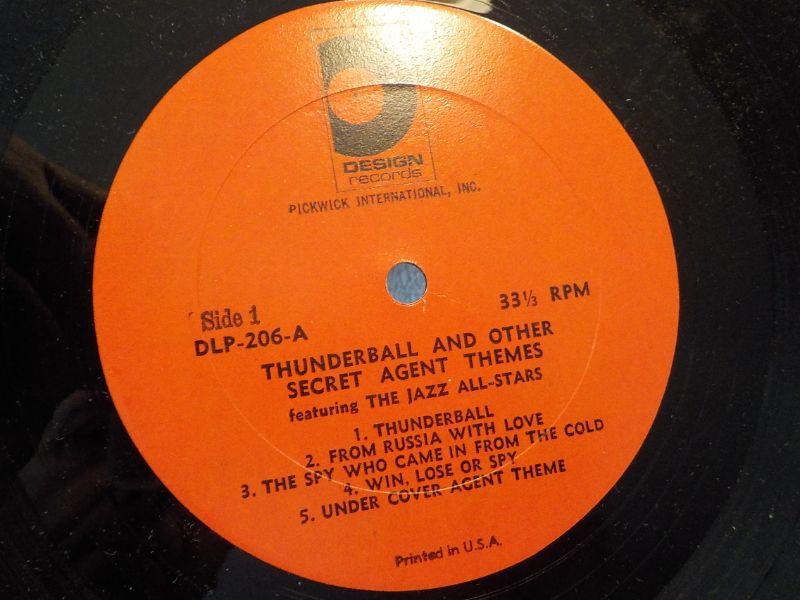 DESIGN
records
PICKWICK INTERNATIONAL, INC.
Side 1
DLP-206-A
33 1/3 RPM
THUNDERBALL AND OTHER
SECRET AGENT THEMES
featuring THE JAZZ ALL-STARS
1. THUNDERBALL
2. FROM RUSSIA WITH LOVE
3. THE SPY WHO CAME IN FROM THE COLD
4. WIN, LOSE OR SPY
5. UNDER COVER AGENT THEME
Printed in U.S.A.